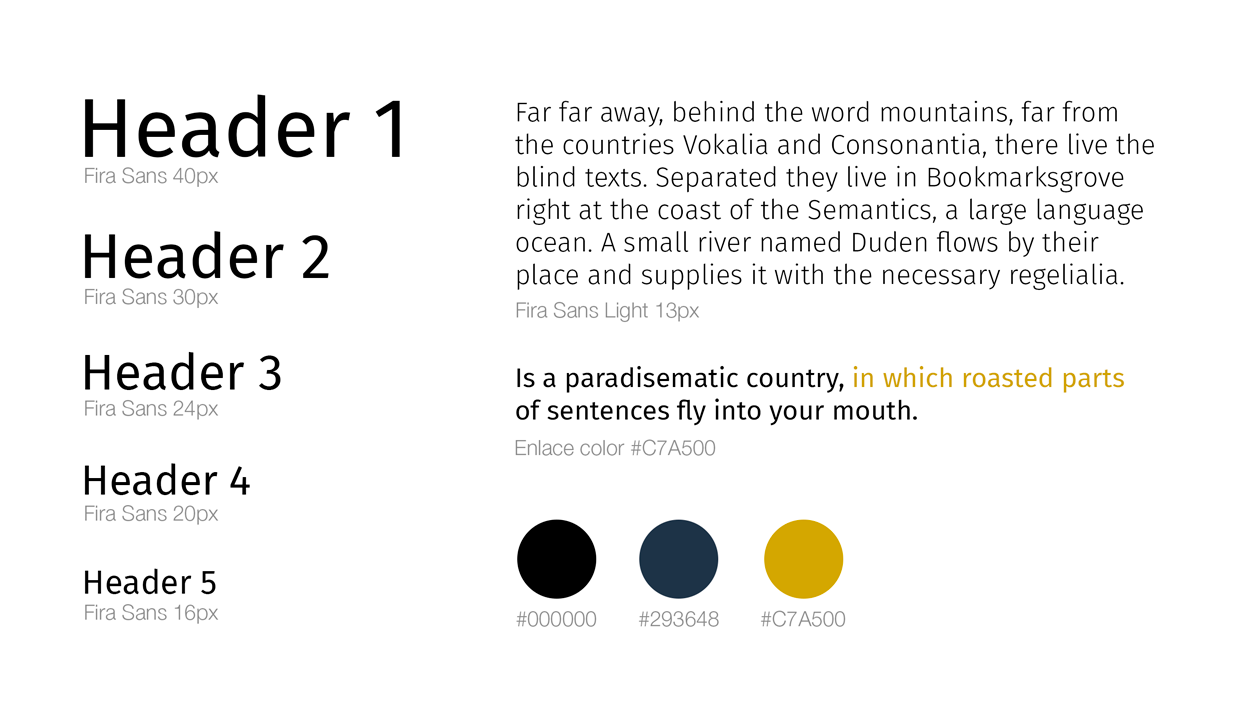 Header 1
Fira Sans 40px
Header 2
Fira Sans 30px
Header 3
Fira Sans 24px
Header 4
Fira Sans 20px
Header 5
Fira Sans 16px
Far far away, behind the word mountains, far from
the countries Vokalia and Consonantia, there live the
blind texts. Separated they live in Bookmarksgrove
right at the coast of the Semantics, a large language
ocean. A small river named Duden flows by their
place and supplies it with the necessary regelialia.
Fira Sans Light 13px
Is a paradisematic country, in which roasted parts
of sentences fly into your mouth.
Enlace color #C7A500
#000000 #293648 #C7A500